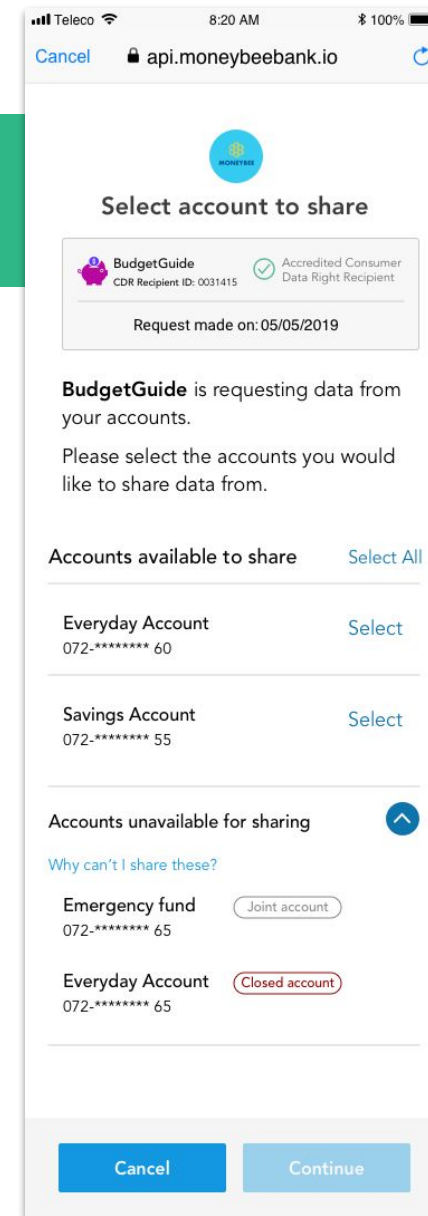 Teleco 8:20 AM 100%
Cancel api.moneybeebank.io
MONEYBEE
Select account to share
BudgetGuide
CDR Recipient ID: 0031415
Accredited Consumer
Data Right Recipient
Request made on: 05/05/2019
BudgetGuide is requesting data from
your accounts.
Please select the accounts you would
like to share data from.
Accounts available to share Select All
Everyday Account Select
072-******** 60
Savings Account Select
072-******** 55
Accounts unavailable for sharing
Why can't I share these?
Emergency fund Joint account
072-******** 65
Everyday Account Closed account
072-******** 65
Cancel Continue